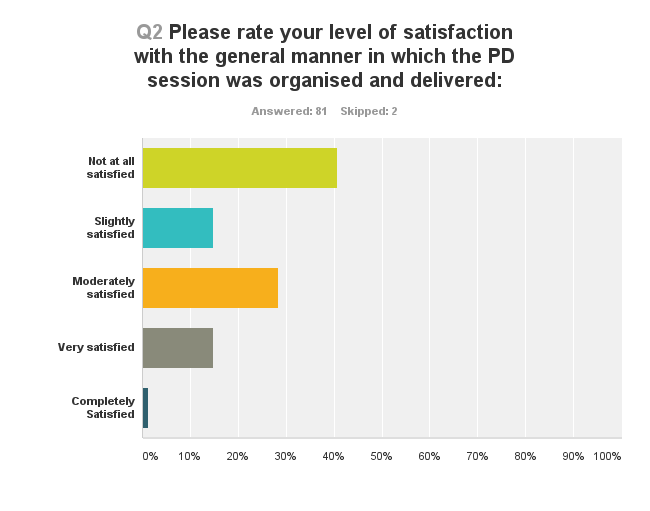 Q2 Please rate your level of satisfaction
with the general manner in which the PD
session was organised and delivered:
Answered: 81 Skipped: 2
Not at all
satisfied
Slightly
satisfied
Moderately
satisfied
Very satisfied
Completely
Satisfied
0% 10% 20% 30% 40% 50% 60% 70% 80% 90% 100%